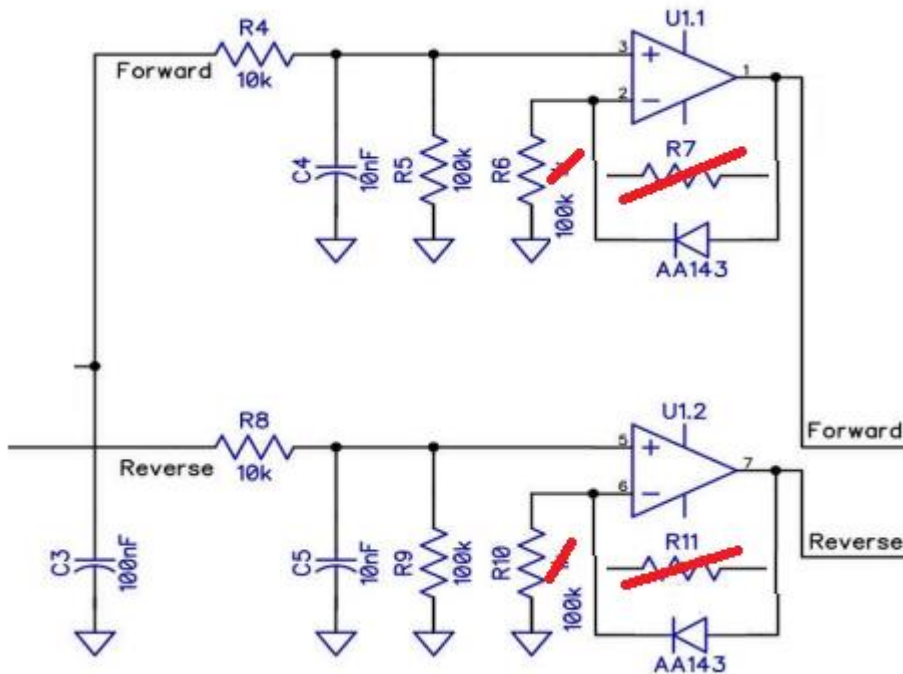 R4
10k
Forward
C4
10nF
R5
100k
R6
100k
U1.1
3
2
1
R7
AA143
Forward
R8
10k
Reverse
C3
100nF
C5
10nF
R9
100k
R10
100k
U1.2
5
6
7
R11
AA143
Reverse